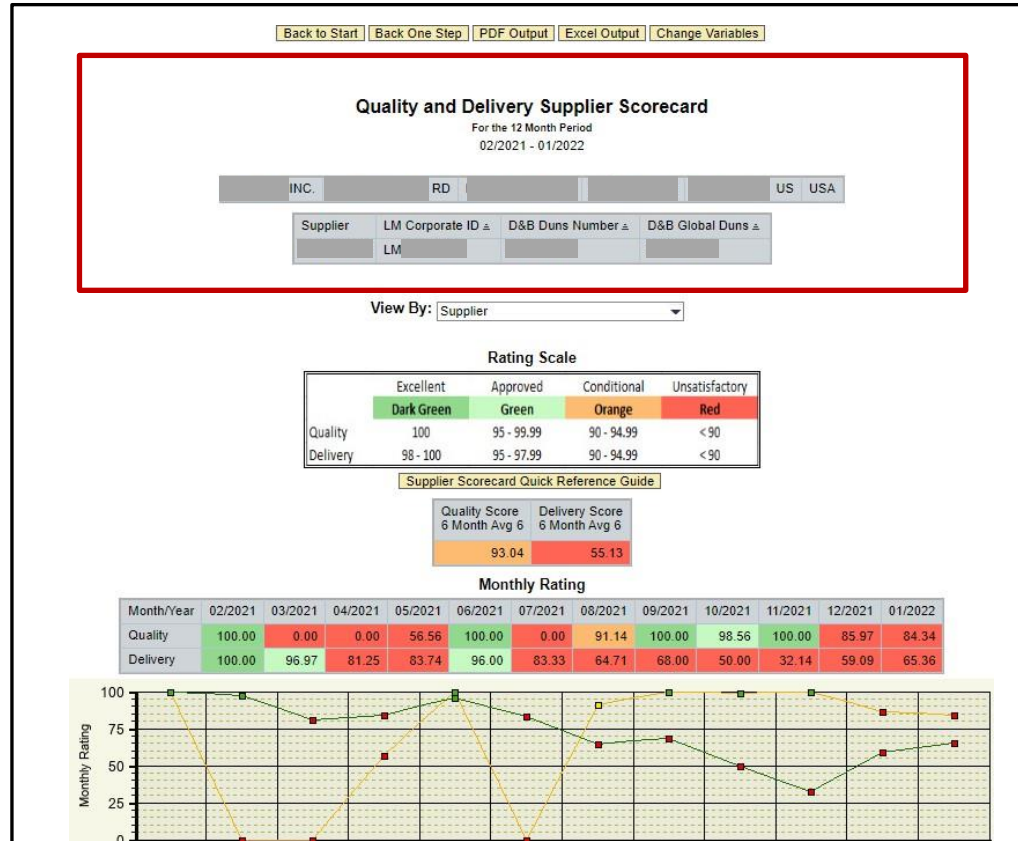 Back to Start Back One Step PDF Output Excel Output Change Variables
Quality and Delivery Supplier Scorecard
For the 12 Month Period
02/2021 - 01/2022
INC. RD US USA
Supplier LM Corporate ID D&B Duns Number D&B Global Duns
LM
View By: Supplier
Rating Scale
Excellent Approved Conditional Unsatisfactory
Dark Green Green Orange Red
Quality 100 95 - 99.99 90 - 94.99 < 90
Delivery 98 - 100 95 - 97.99 90 - 94.99 < 90
Supplier Scorecard Quick Reference Guide
Quality Score Delivery Score
6 Month Avg 6 6 Month Avg 6
93.04 55.13
Monthly Rating
Month/Year 02/2021 03/2021 04/2021 05/2021 06/2021 07/2021 08/2021 09/2021 10/2021 11/2021 12/2021 01/2022
Quality 100.00 0.00 0.00 56.56 100.00 0.00 91.14 100.00 98.56 100.00 85.97 84.34
Delivery 100.00 96.97 81.25 83.74 96.00 83.33 64.71 68.00 50.00 32.14 59.09 65.36
100
75
Monthly Rating
50
25
0